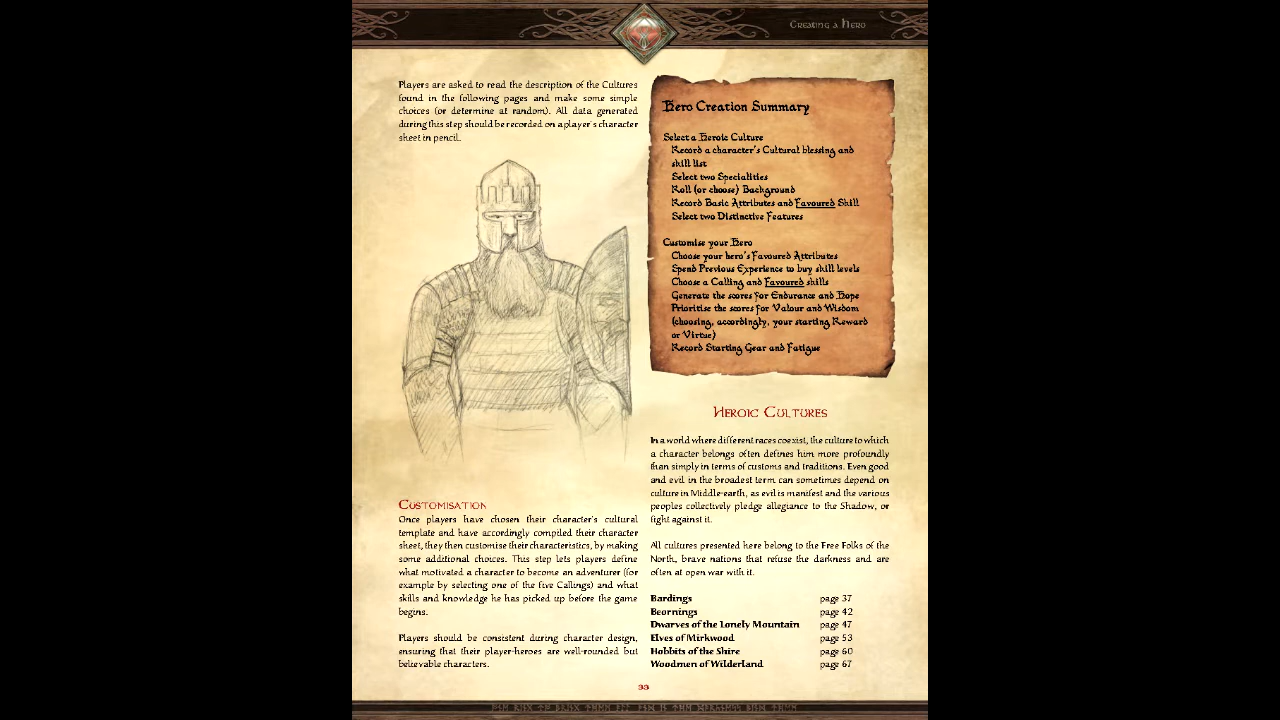 Creating a Hero
Players are asked to read the description of the Cultures
found in the following pages and make some simple
choices (or determine at random). All data generated
during this step should be recorded on a player's character
sheet in pencil.
Customisation
Once players have chosen their character's cultural
template and have accordingly compiled their character
sheet, they then customise their characteristics, by making
some additional choices. This step lets players define
what motivated a character to become an adventurer (for
example by selecting one of the five Callings) and what
skills and knowledge he has picked up before the game
begins.
Players should be consistent during character design,
ensuring that their player-heroes are well-rounded but
believable characters.
Hero Creation Summary
Select a Heroic Culture
Record a character's Cultural blessing and
skill list
Select two Specialities
Roll (or choose) Background
Record Basic Attributes and Favoured Skill
Select two Distinctive Features
Customise your Hero
Choose your hero's Favoured Attributes
Spend Previous Experience to buy skill levels
Choose a Calling and Favoured skills
Generate the scores for Endurance and Hope
Prioritise the scores for Valour and Wisdom
(choosing, accordingly, your starting Reward
or Virtue)
Record Starting Gear and Fatigue
Heroic Cultures
In a world where different races coexist, the culture to which
a character belongs often defines him more profoundly
than simply in terms of customs and traditions. Even good
and evil in the broadest term can sometimes depend on
culture in Middle-earth, as evil is manifest and the various
peoples collectively pledge allegiance to the Shadow, or
fight against it.
All cultures presented here belong to the Free Folks of the
North, brave nations that refuse the darkness and are
often at open war with it.
Bardings page 37
Beornings page 42
Dwarves of the Lonely Mountain page 47
Elves of Mirkwood page 53
Hobbits of the Shire page 60
Woodmen of Wilderland page 67
33